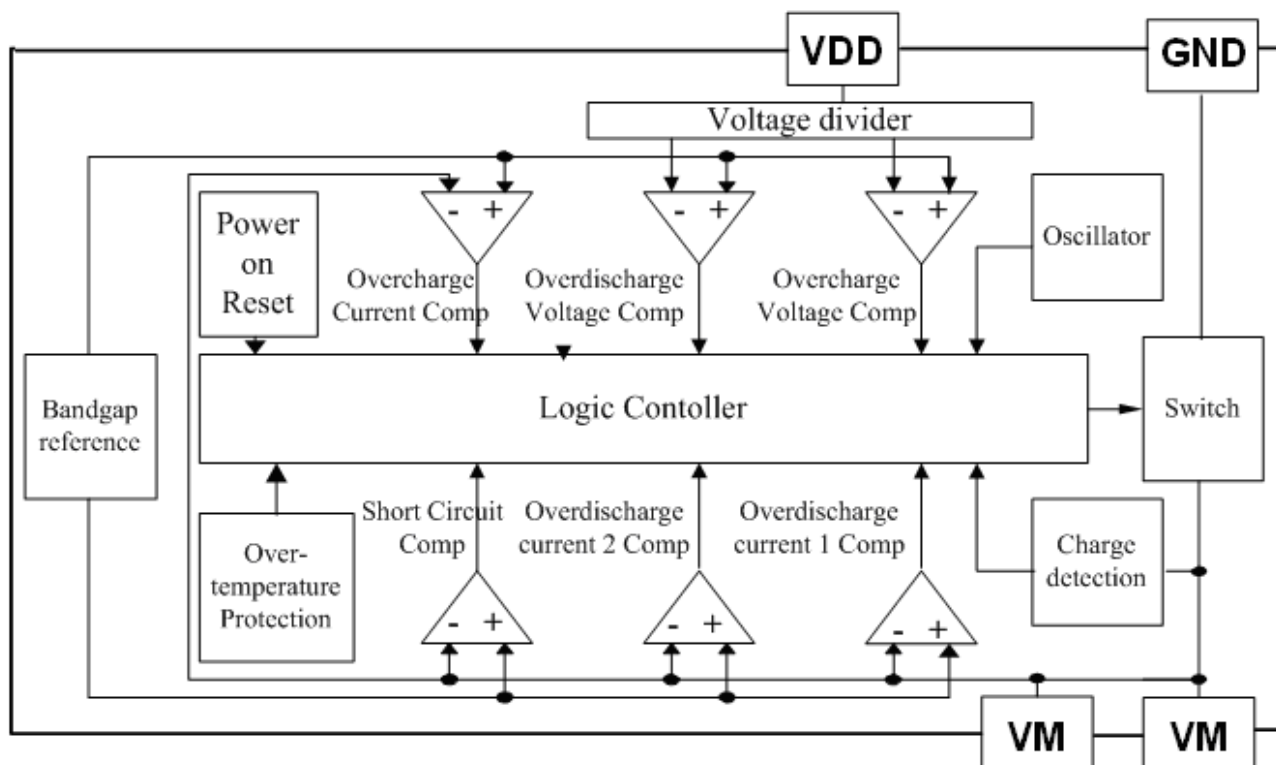 VDD
GND
Voltage divider
- +
- +
- +
Power
on
Reset
Oscillator
Overcharge
Current Comp
Overdischarge
Voltage Comp
Overcharge
Voltage Comp
Bandgap
reference
Logic Contoller
Switch
Short Circuit
Comp
Overdischarge
current 2 Comp
Overdischarge
current 1 Comp
Over-
temperature
Protection
Charge
detection
- +
- +
- +
VM
VM